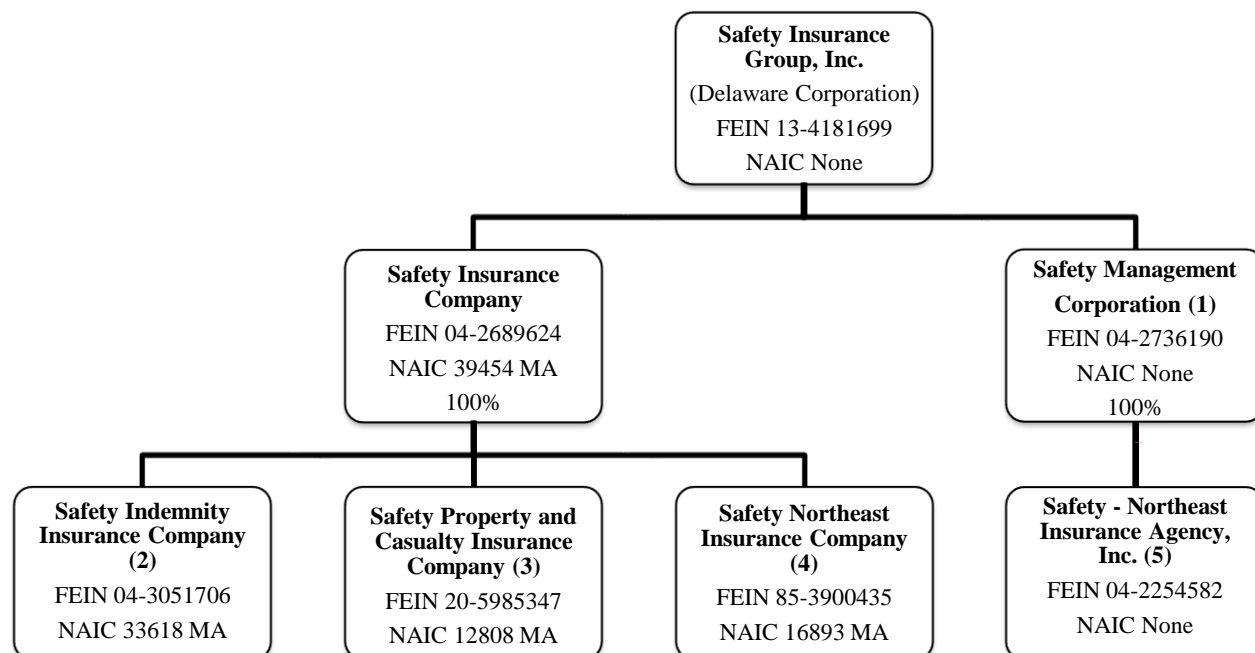 Safety Insurance
Group, Inc.
(Delaware Corporation)
FEIN 13-4181699
NAIC None
Safety Insurance
Company
FEIN 04-2689624
NAIC 39454 MA
100%
Safety Management
Corporation (1)
FEIN 04-2736190
NAIC None
100%
Safety Indemnity
Insurance Company
(2)
FEIN 04-3051706
NAIC 33618 MA
Safety Property and
Casualty Insurance
Company (3)
FEIN 20-5985347
NAIC 12808 MA
Safety Northeast
Insurance Company
(4)
FEIN 85-3900435
NAIC 16893 MA
Safety - Northeast
Insurance Agency,
Inc. (5)
FEIN 04-2254582
NAIC None